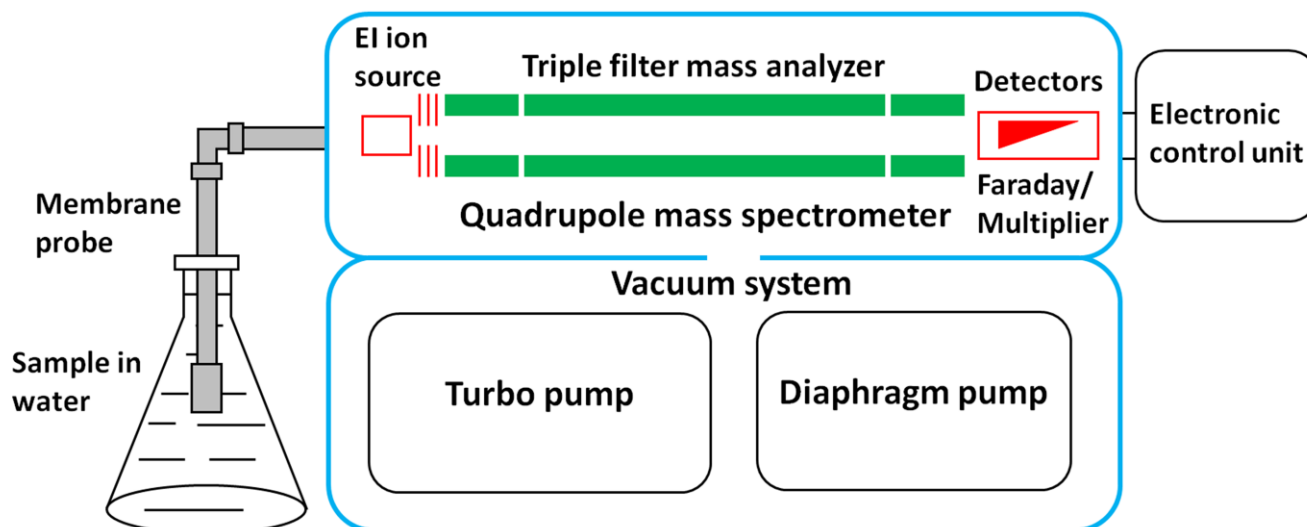 EI ion
source
Triple filter mass analyzer
Detectors
Electronic
control unit
Faraday/
Multiplier
Quadrupole mass spectrometer
Membrane
probe
Vacuum system
Sample in
water
Turbo pump
Diaphragm pump